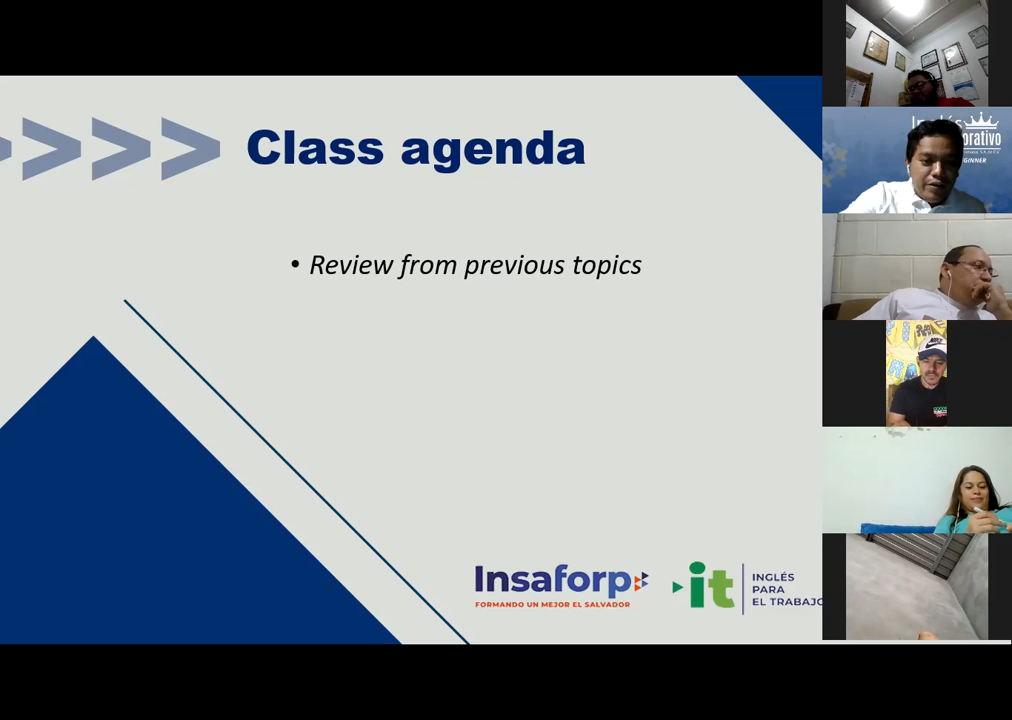 >>>> Class agenda
• Review from previous topics
Insaforp
FORMANDO UN MEJOR EL SALVADOR
it
INGLÉS
PARA
EL TRABAJO